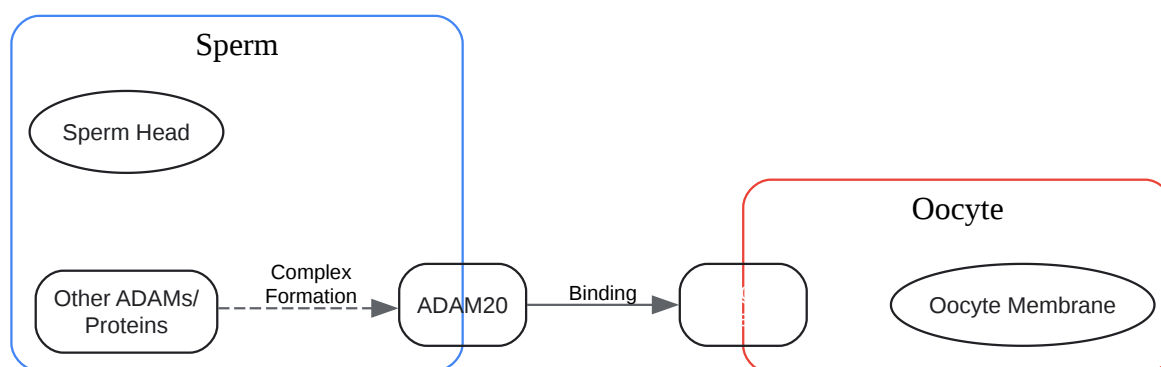 Sperm
Sperm Head
Oocyte
Complex
Formation
Other ADAMs/
Proteins
ADAM20
Binding
Oocyte Membrane